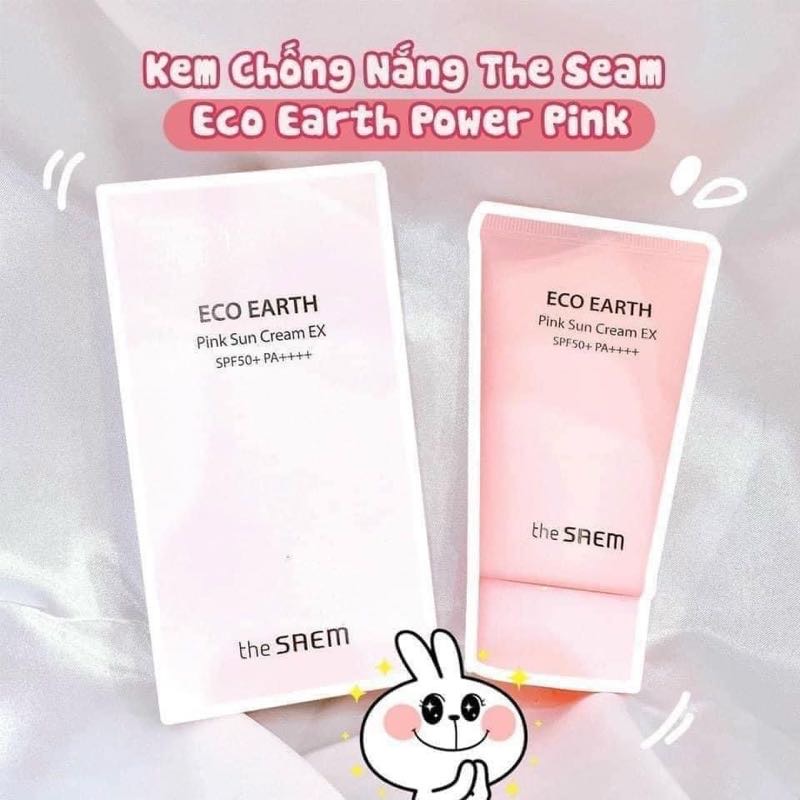 Kem Chống Nắng The Seam
Eco Earth Power Pink
ECO EARTH
Pink Sun Cream EX
SPF50+ PA++++
the SAEM
ECO EARTH
Pink Sun Cream EX
SPF50+ PA++++
the SAEM